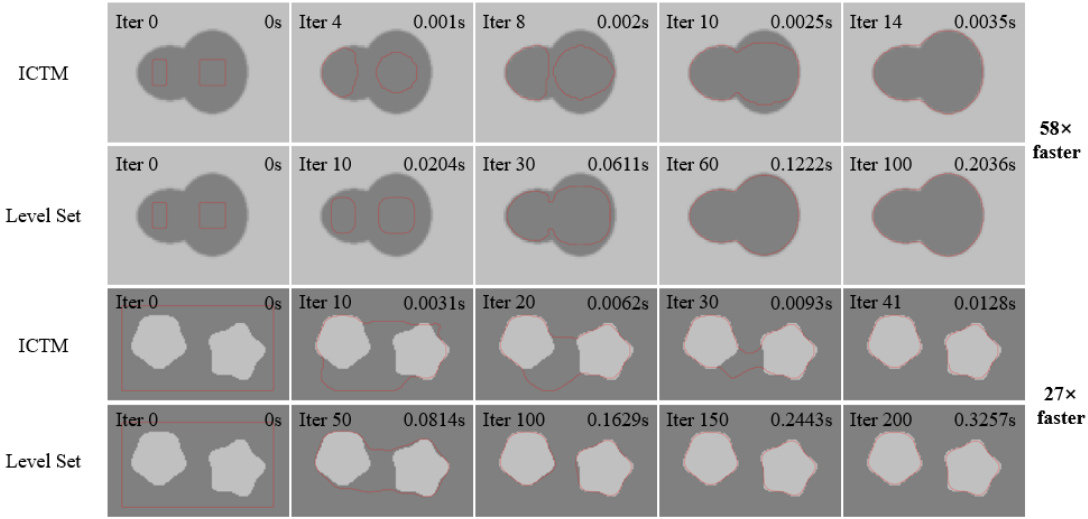 ICTM
Iter 0 0s
Iter 4 0.001s
Iter 8 0.002s
Iter 10 0.0025s
Iter 14 0.0035s
58×
faster
Level Set
Iter 0 0s
Iter 10 0.0204s
Iter 30 0.0611s
Iter 60 0.1222s
Iter 100 0.2036s
ICTM
Iter 0 0s
Iter 10 0.0031s
Iter 20 0.0062s
Iter 30 0.0093s
Iter 41 0.0128s
27×
faster
Level Set
Iter 0 0s
Iter 50 0.0814s
Iter 100 0.1629s
Iter 150 0.2443s
Iter 200 0.3257s